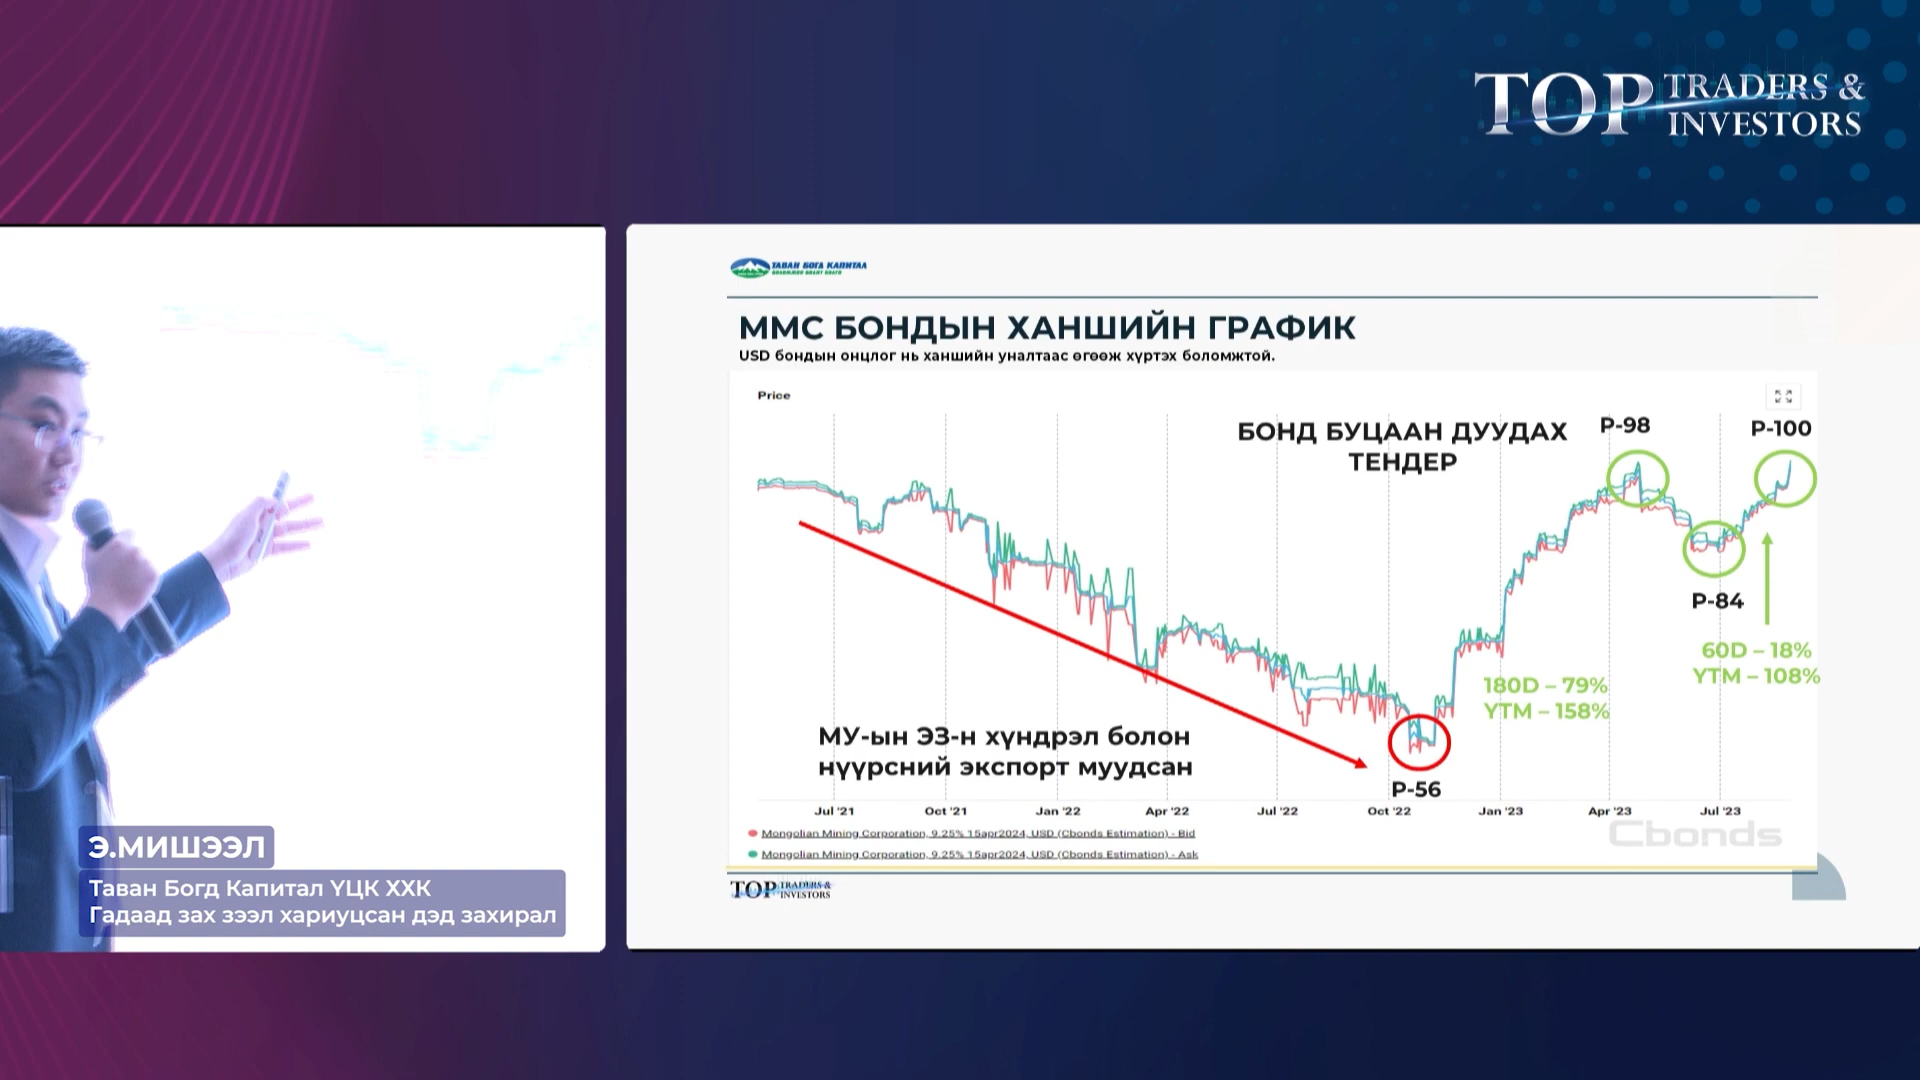 TOP TRADERS &
INVESTORS
ТАВАН БОГД КАПИТАЛ
ММС БОНДЫН ХАНШИЙН ГРАФИК
USD бондын онцлог нь ханшийн уналтаас өгөөж хүртэх боломжтой.
Price
БОНД БУЦААН ДУУДАХ
ТЕНДЕР
P-98
P-100
P-84
60D – 18%
YTM – 108%
180D – 79%
YTM – 158%
МУ-ын ЭЗ-н хүндрэл болон
нүүрсний экспорт муудсан
P-56
Jul '21 Oct '21 Jan '22 Apr '22 Jul '22 Oct '22 Jan '23 Apr '23 Jul '23
Cbonds
Mongolian Mining Corporation, 9.25% 15apr2024, USD (Cbonds Estimation) - Bid
Mongolian Mining Corporation, 9.25% 15apr2024, USD (Cbonds Estimation) - Ask
TOP TRADERS &
INVESTORS
Э.МИШЭЭЛ
Таван Богд Капитал ҮЦК ХХК
Гадаад зах зээл хариуцсан дэд захирал